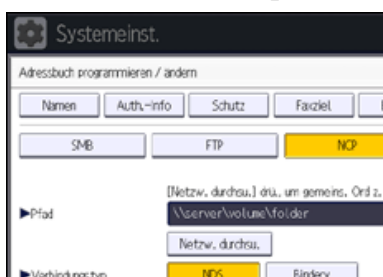 Systemeinst.
Adressbuch programmieren / ändern
Namen Auth.-info Schutz Faxziel
SMB FTP NCP
[Netzw. durchsu.] drü., um gemeins. Ord z.
▶Pfad \\server\volume\folder
Netzw. durchsu.
▶Verbindungstyp NDS Bindery